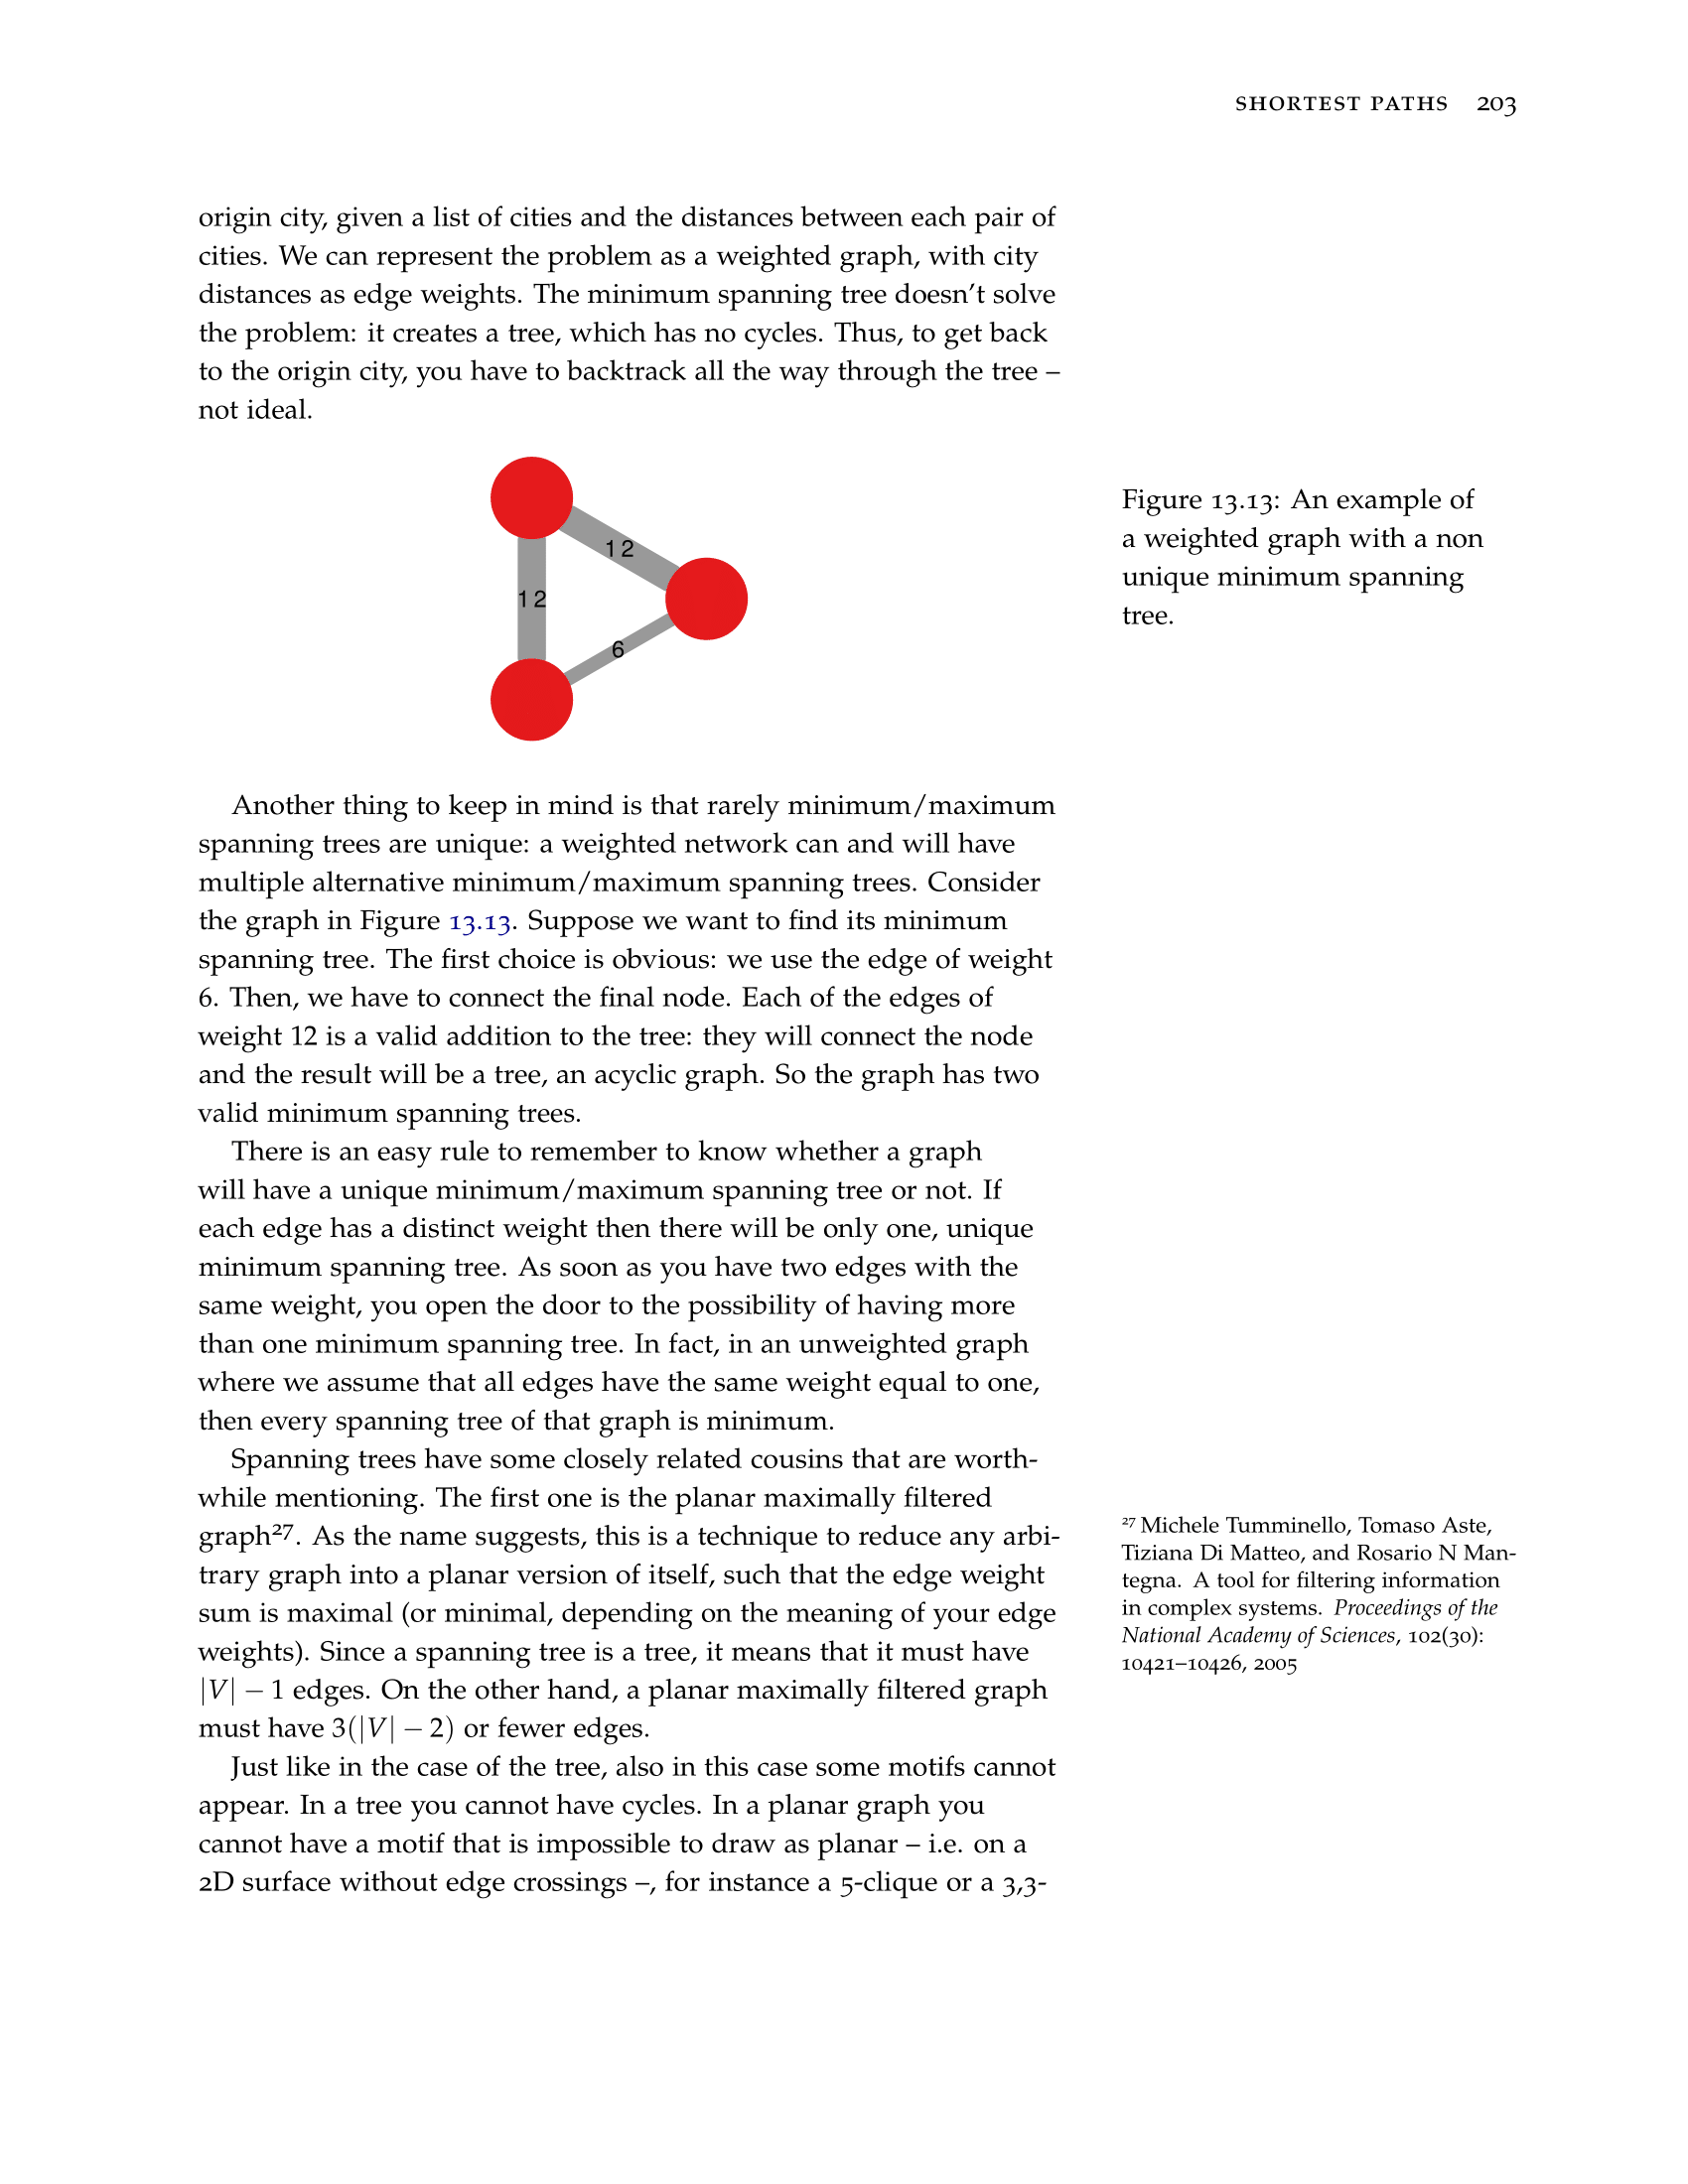 SHORTEST PATHS 203
origin city, given a list of cities and the distances between each pair of
cities. We can represent the problem as a weighted graph, with city
distances as edge weights. The minimum spanning tree doesn't solve
the problem: it creates a tree, which has no cycles. Thus, to get back
to the origin city, you have to backtrack all the way through the tree –
not ideal.
12
12
6
Figure 13.13: An example of
a weighted graph with a non
unique minimum spanning
tree.
Another thing to keep in mind is that rarely minimum/maximum
spanning trees are unique: a weighted network can and will have
multiple alternative minimum/maximum spanning trees. Consider
the graph in Figure 13.13. Suppose we want to find its minimum
spanning tree. The first choice is obvious: we use the edge of weight
6. Then, we have to connect the final node. Each of the edges of
weight 12 is a valid addition to the tree: they will connect the node
and the result will be a tree, an acyclic graph. So the graph has two
valid minimum spanning trees.
There is an easy rule to remember to know whether a graph
will have a unique minimum/maximum spanning tree or not. If
each edge has a distinct weight then there will be only one, unique
minimum spanning tree. As soon as you have two edges with the
same weight, you open the door to the possibility of having more
than one minimum spanning tree. In fact, in an unweighted graph
where we assume that all edges have the same weight equal to one,
then every spanning tree of that graph is minimum.
Spanning trees have some closely related cousins that are worth-
while mentioning. The first one is the planar maximally filtered
graph²⁷. As the name suggests, this is a technique to reduce any arbi-
trary graph into a planar version of itself, such that the edge weight
sum is maximal (or minimal, depending on the meaning of your edge
weights). Since a spanning tree is a tree, it means that it must have
|V| − 1 edges. On the other hand, a planar maximally filtered graph
must have 3(|V| − 2) or fewer edges.
Just like in the case of the tree, also in this case some motifs cannot
appear. In a tree you cannot have cycles. In a planar graph you
cannot have a motif that is impossible to draw as planar – i.e. on a
2D surface without edge crossings –, for instance a 5-clique or a 3,3-
²⁷ Michele Tumminello, Tomaso Aste,
Tiziana Di Matteo, and Rosario N Man-
tegna. A tool for filtering information
in complex systems. Proceedings of the
National Academy of Sciences, 102(30):
10421–10426, 2005